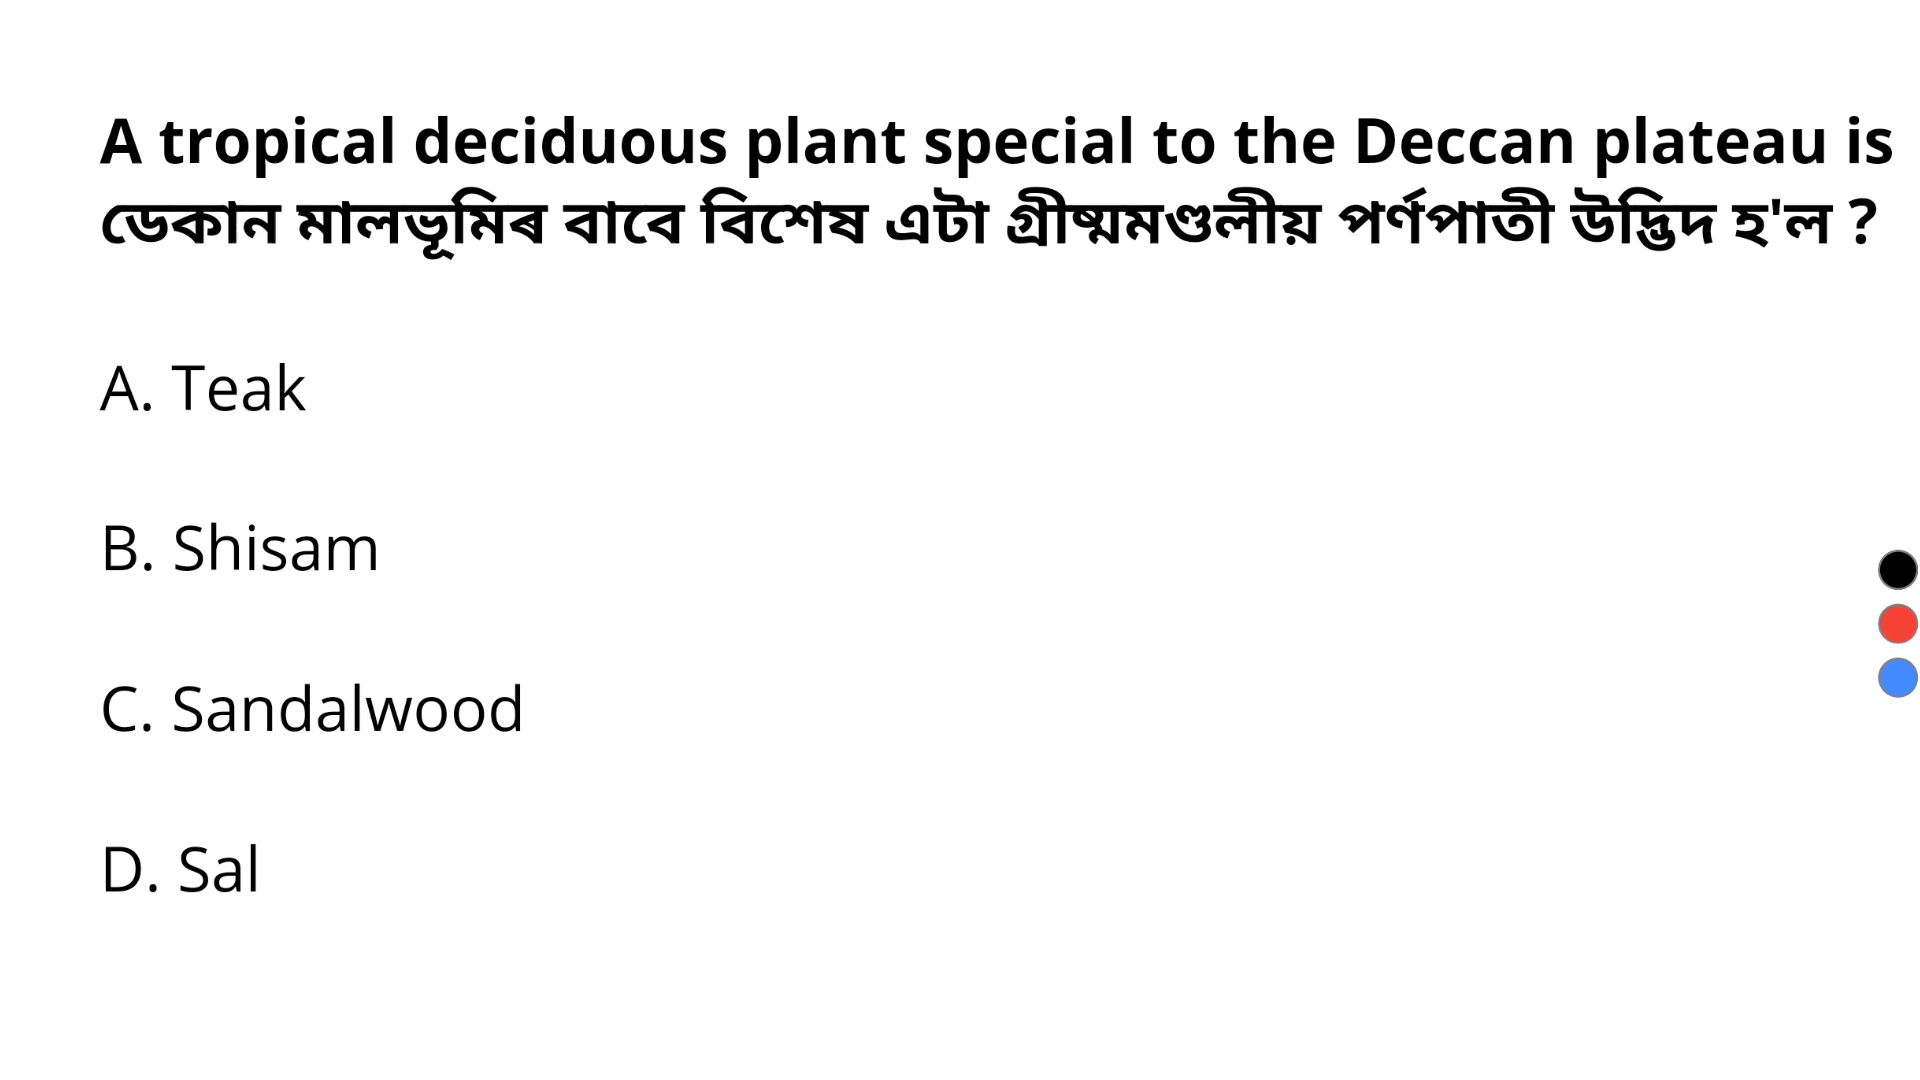 A tropical deciduous plant special to the Deccan plateau is
ডেকান মালভূমিৰ বাবে বিশেষ এটা গ্ৰীষ্মমণ্ডলীয় পৰ্ণপাতী উদ্ভিদ হ'ল ?
A. Teak
B. Shisam
C. Sandalwood
D. Sal